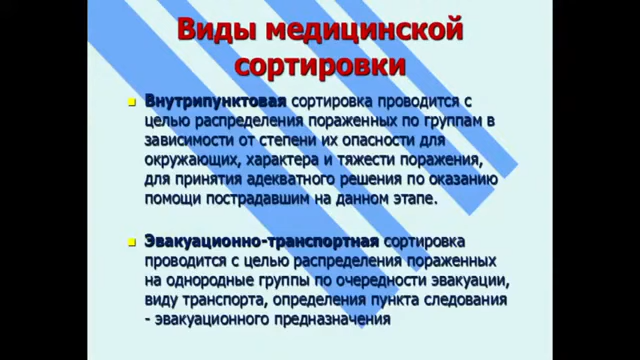 Виды медицинской
сортировки
Внутрипунктовая сортировка проводится с
целью распределения пораженных по группам в
зависимости от степени их опасности для
окружающих, характера и тяжести поражения,
для принятия адекватного решения по оказанию
помощи пострадавшим на данном этапе.
Эвакуационно-транспортная сортировка
проводится с целью распределения пораженных
на однородные группы по очередности эвакуации,
виду транспорта, определения пункта следования
- эвакуационного предназначения